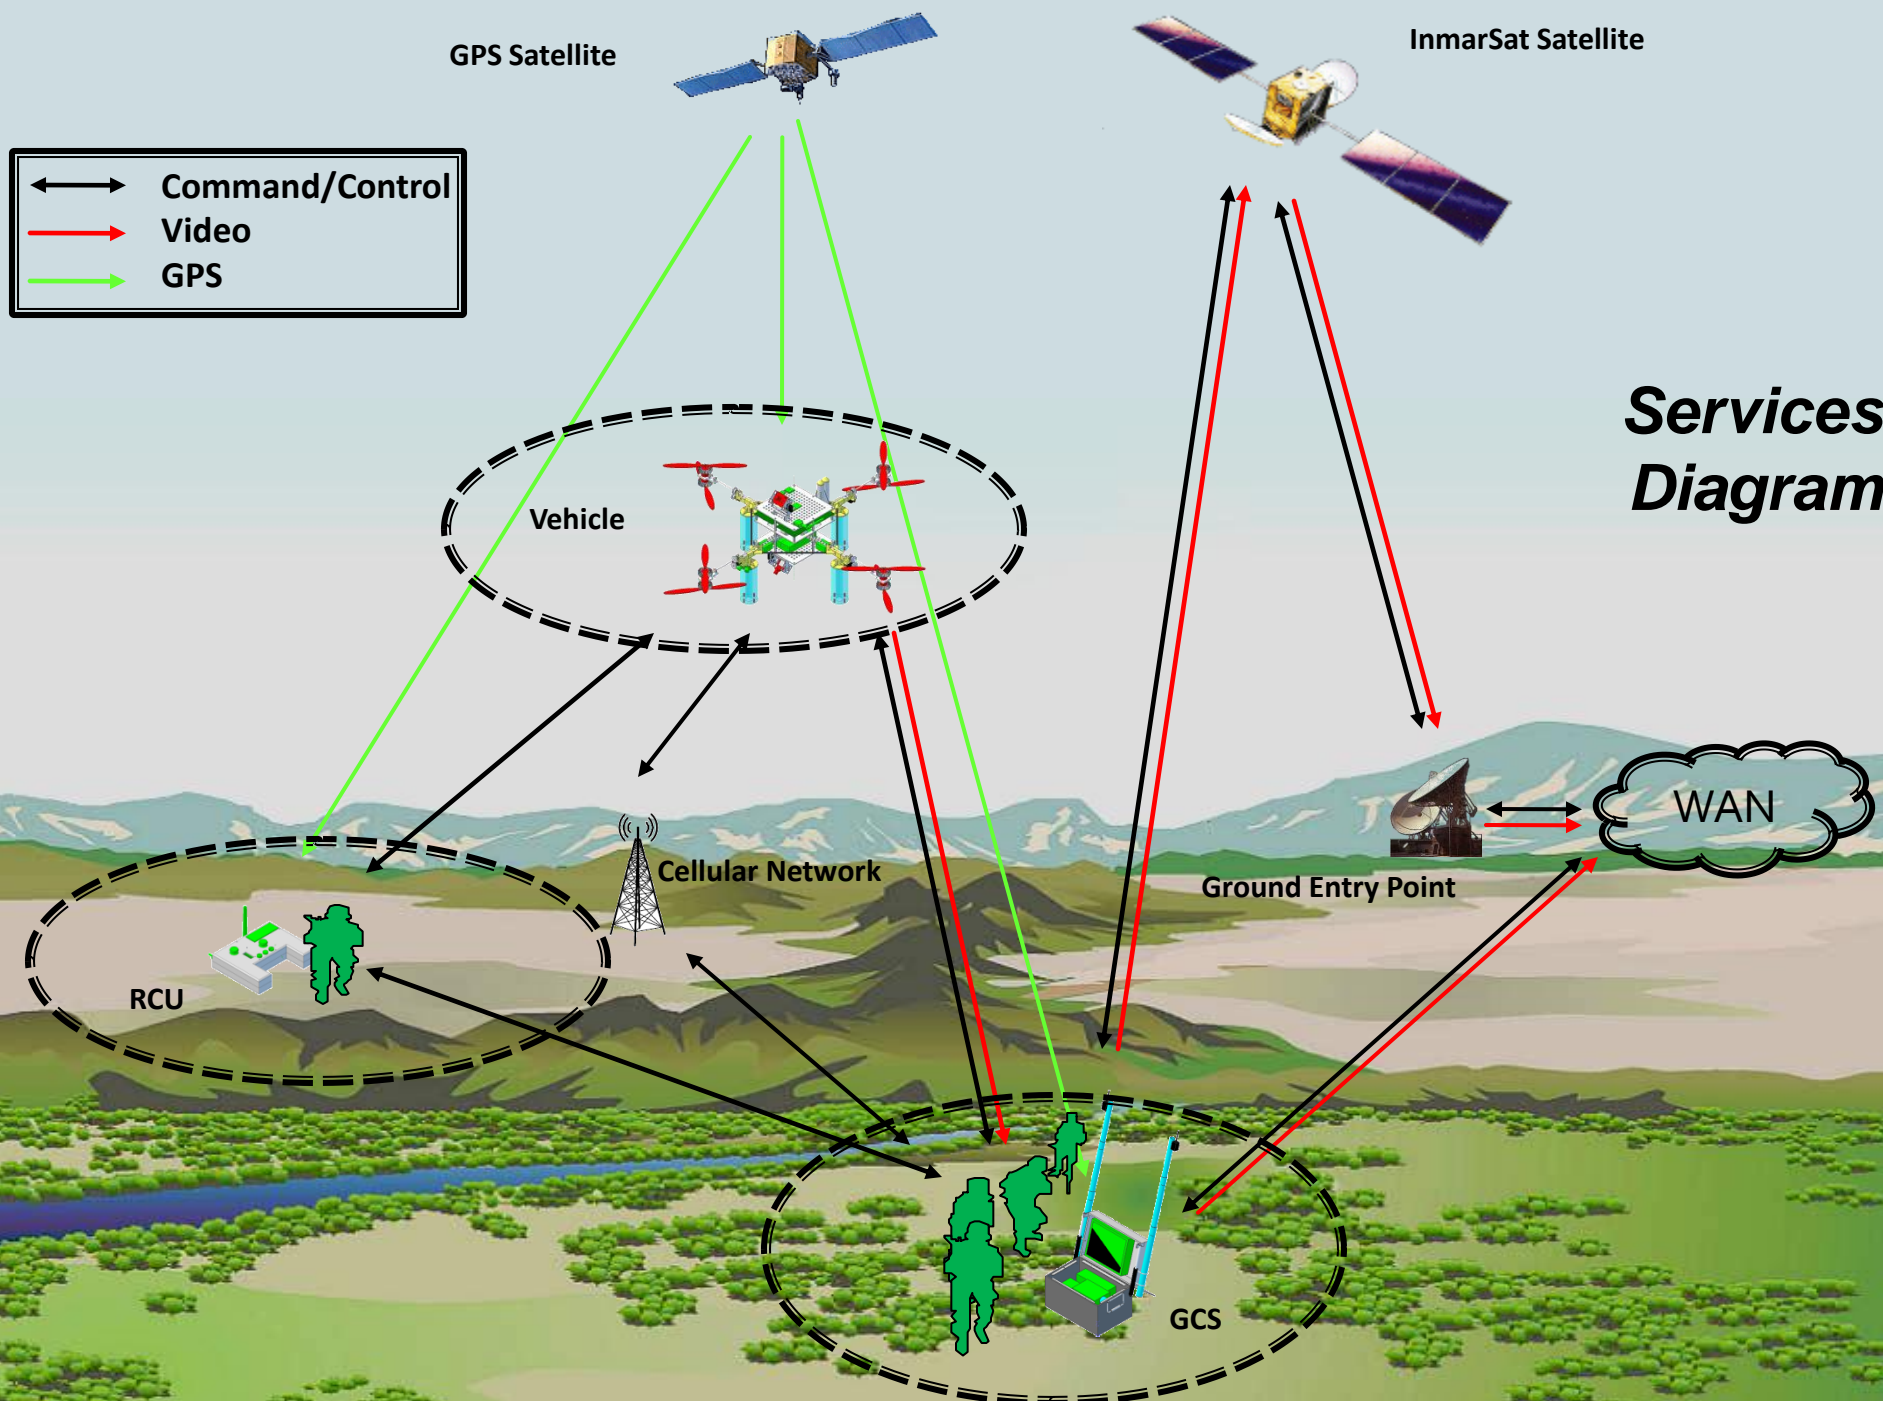 GPS Satellite
InmarSat Satellite
Command/Control
Video
GPS
Services
Diagram
Vehicle
WAN
Cellular Network
Ground Entry Point
RCU
GCS